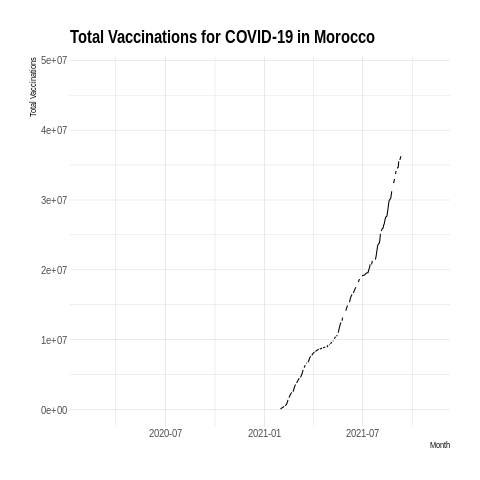 Total Vaccinations for COVID-19 in Morocco
Total Vaccinations
5e+07
4e+07
3e+07
2e+07
1e+07
0e+00
2020-07 2021-01 2021-07
Month